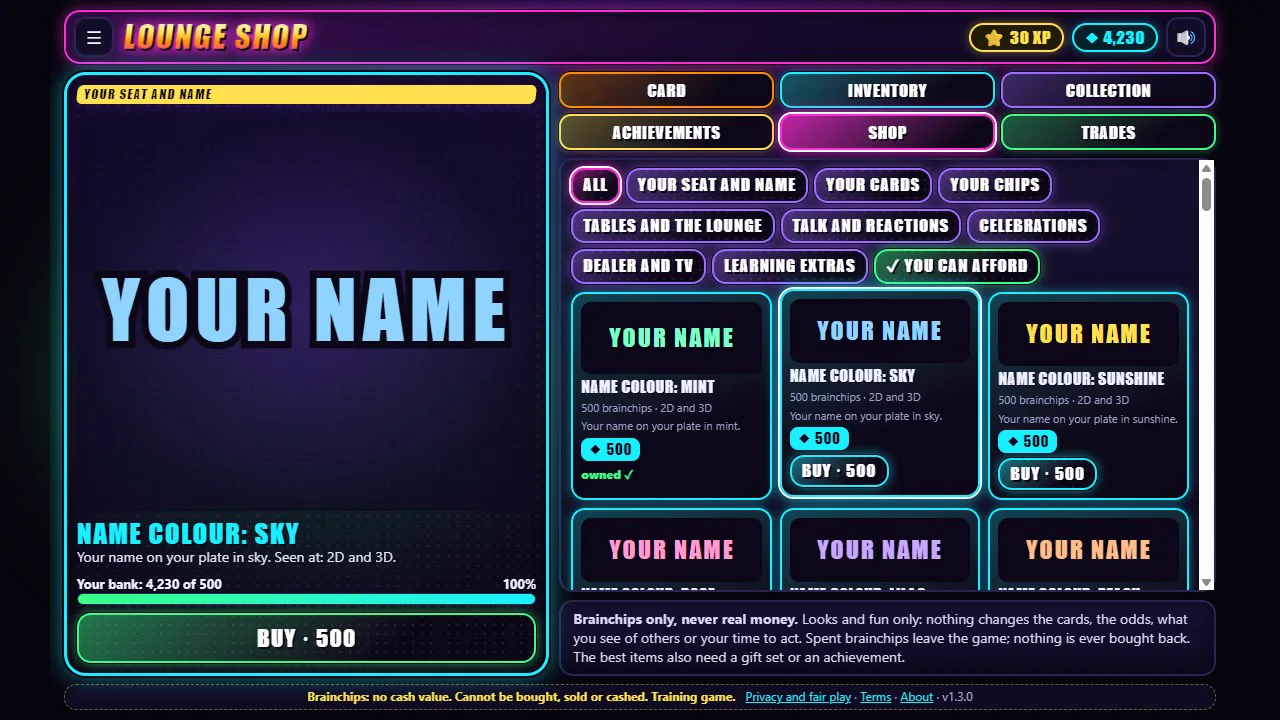 ☰ LOUNGE SHOP
⭐ 30 XP
◆ 4,230
YOUR SEAT AND NAME
YOUR NAME
NAME COLOUR: SKY
Your name on your plate in sky. Seen at: 2D and 3D.
Your bank: 4,230 of 500 100%
BUY · 500
CARD INVENTORY COLLECTION
ACHIEVEMENTS SHOP TRADES
ALL YOUR SEAT AND NAME YOUR CARDS YOUR CHIPS
TABLES AND THE LOUNGE TALK AND REACTIONS CELEBRATIONS
DEALER AND TV LEARNING EXTRAS ✓ YOU CAN AFFORD
YOUR NAME
NAME COLOUR: MINT
500 brainchips · 2D and 3D
Your name on your plate in mint.
◆ 500
owned ✓
YOUR NAME
NAME COLOUR: SKY
500 brainchips · 2D and 3D
Your name on your plate in sky.
◆ 500
BUY · 500
YOUR NAME
NAME COLOUR: SUNSHINE
500 brainchips · 2D and 3D
Your name on your plate in sunshine.
◆ 500
BUY · 500
YOUR NAME
YOUR NAME
YOUR NAME
Brainchips only, never real money. Looks and fun only: nothing changes the cards, the odds, what
you see of others or your time to act. Spent brainchips leave the game; nothing is ever bought back.
The best items also need a gift set or an achievement.
Brainchips: no cash value. Cannot be bought, sold or cashed. Training game. Privacy and fair play · Terms · About · v1.3.0